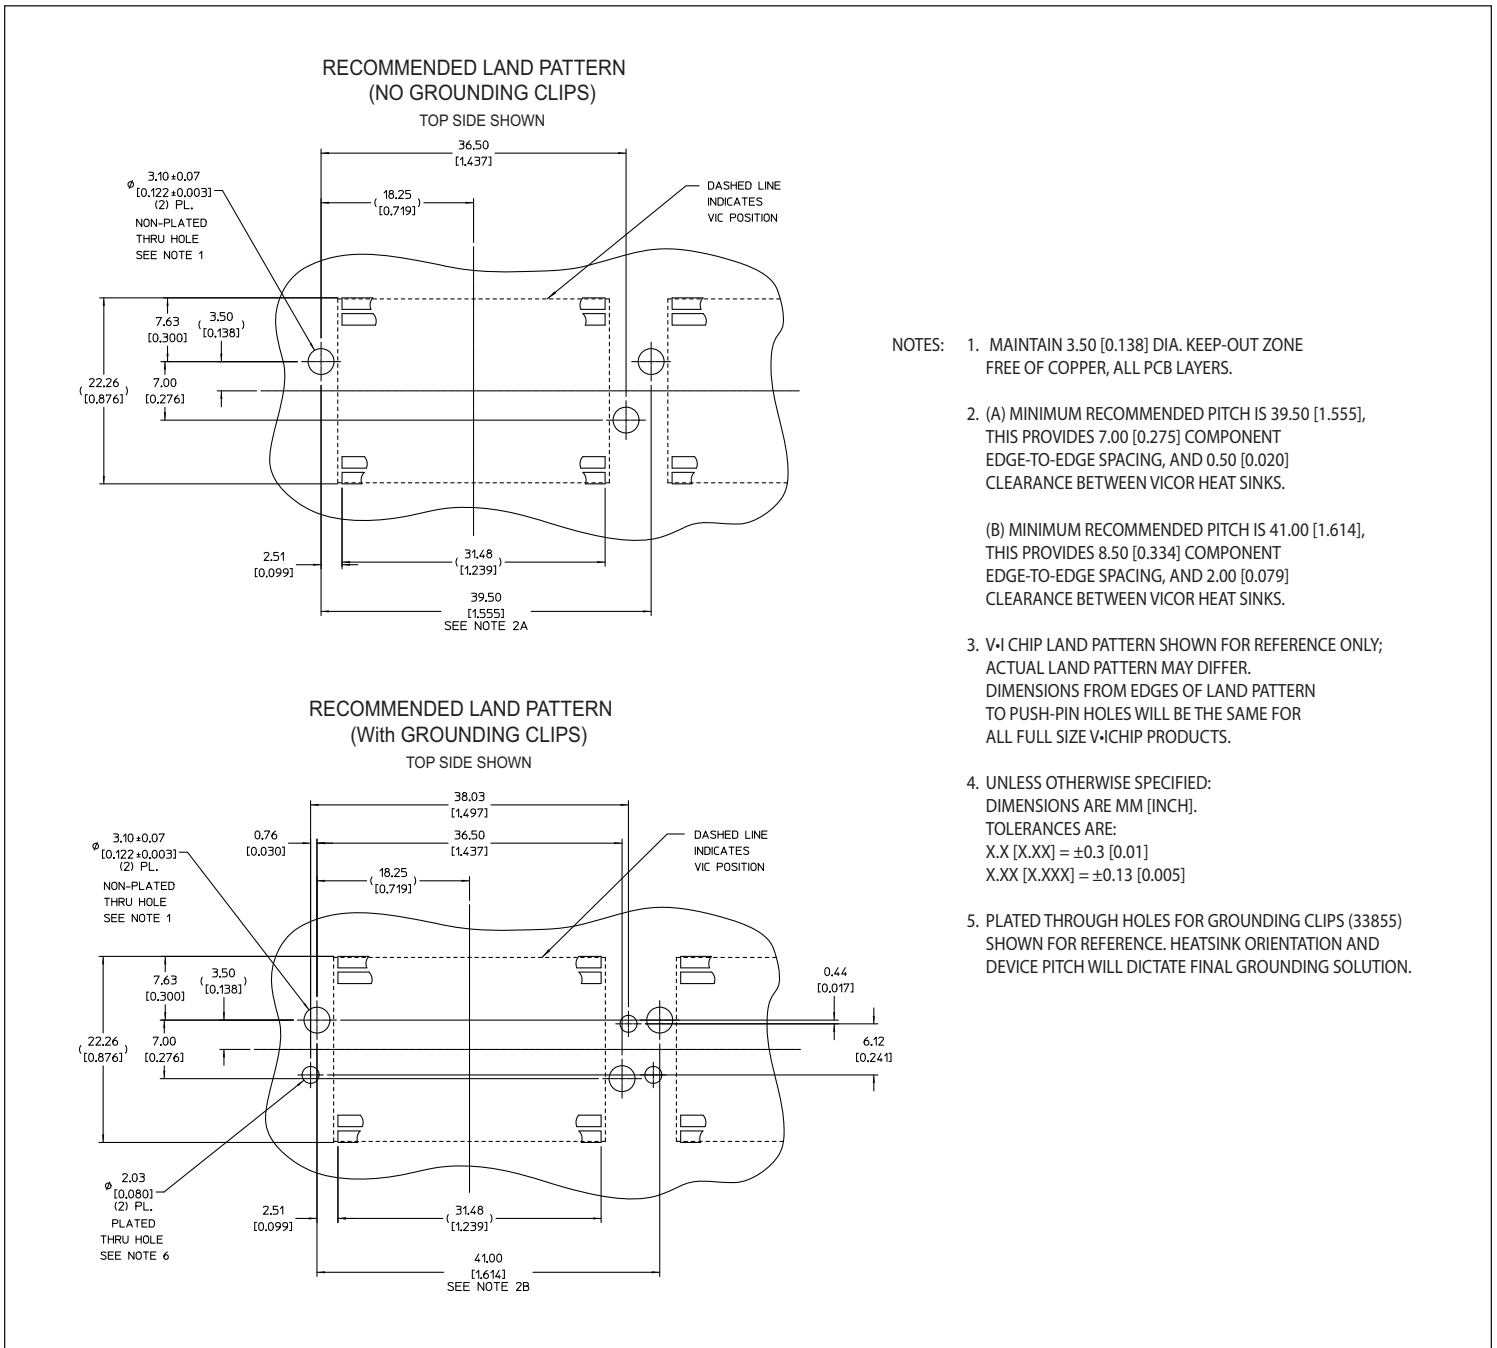 RECOMMENDED LAND PATTERN
(NO GROUNDING CLIPS)
TOP SIDE SHOWN
36.50
[1.437]
3.10±0.07
ø [0.122±0.003]
(2) PL.
NON-PLATED
THRU HOLE
SEE NOTE 1
(18.25
[0.719])
DASHED LINE
INDICATES
VIC POSITION
7.63
[0.300]
(3.50
[0.138])
(22.26
[0.876])
7.00
[0.276]
2.51
[0.099]
(31.48
[1.239])
39.50
[1.555]
SEE NOTE 2A
RECOMMENDED LAND PATTERN
(With GROUNDING CLIPS)
TOP SIDE SHOWN
38.03
[1.497]
3.10±0.07
ø [0.122±0.003]
(2) PL.
NON-PLATED
THRU HOLE
SEE NOTE 1
0.76
[0.030]
36.50
[1.437]
(18.25
[0.719])
DASHED LINE
INDICATES
VIC POSITION
7.63
[0.300]
(3.50
[0.138])
0.44
[0.017]
(22.26
[0.876])
7.00
[0.276]
6.12
[0.241]
ø 2.03
[0.080]
(2) PL.
PLATED
THRU HOLE
SEE NOTE 6
2.51
[0.099]
(31.48
[1.239])
41.00
[1.614]
SEE NOTE 2B
NOTES: 1. MAINTAIN 3.50 [0.138] DIA. KEEP-OUT ZONE
FREE OF COPPER, ALL PCB LAYERS.
2. (A) MINIMUM RECOMMENDED PITCH IS 39.50 [1.555],
THIS PROVIDES 7.00 [0.275] COMPONENT
EDGE-TO-EDGE SPACING, AND 0.50 [0.020]
CLEARANCE BETWEEN VICOR HEAT SINKS.
(B) MINIMUM RECOMMENDED PITCH IS 41.00 [1.614],
THIS PROVIDES 8.50 [0.334] COMPONENT
EDGE-TO-EDGE SPACING, AND 2.00 [0.079]
CLEARANCE BETWEEN VICOR HEAT SINKS.
3. V•I CHIP LAND PATTERN SHOWN FOR REFERENCE ONLY;
ACTUAL LAND PATTERN MAY DIFFER.
DIMENSIONS FROM EDGES OF LAND PATTERN
TO PUSH-PIN HOLES WILL BE THE SAME FOR
ALL FULL SIZE V•ICHIP PRODUCTS.
4. UNLESS OTHERWISE SPECIFIED:
DIMENSIONS ARE MM [INCH].
TOLERANCES ARE:
X.X [X.XX] = ±0.3 [0.01]
X.XX [X.XXX] = ±0.13 [0.005]
5. PLATED THROUGH HOLES FOR GROUNDING CLIPS (33855)
SHOWN FOR REFERENCE. HEATSINK ORIENTATION AND
DEVICE PITCH WILL DICTATE FINAL GROUNDING SOLUTION.